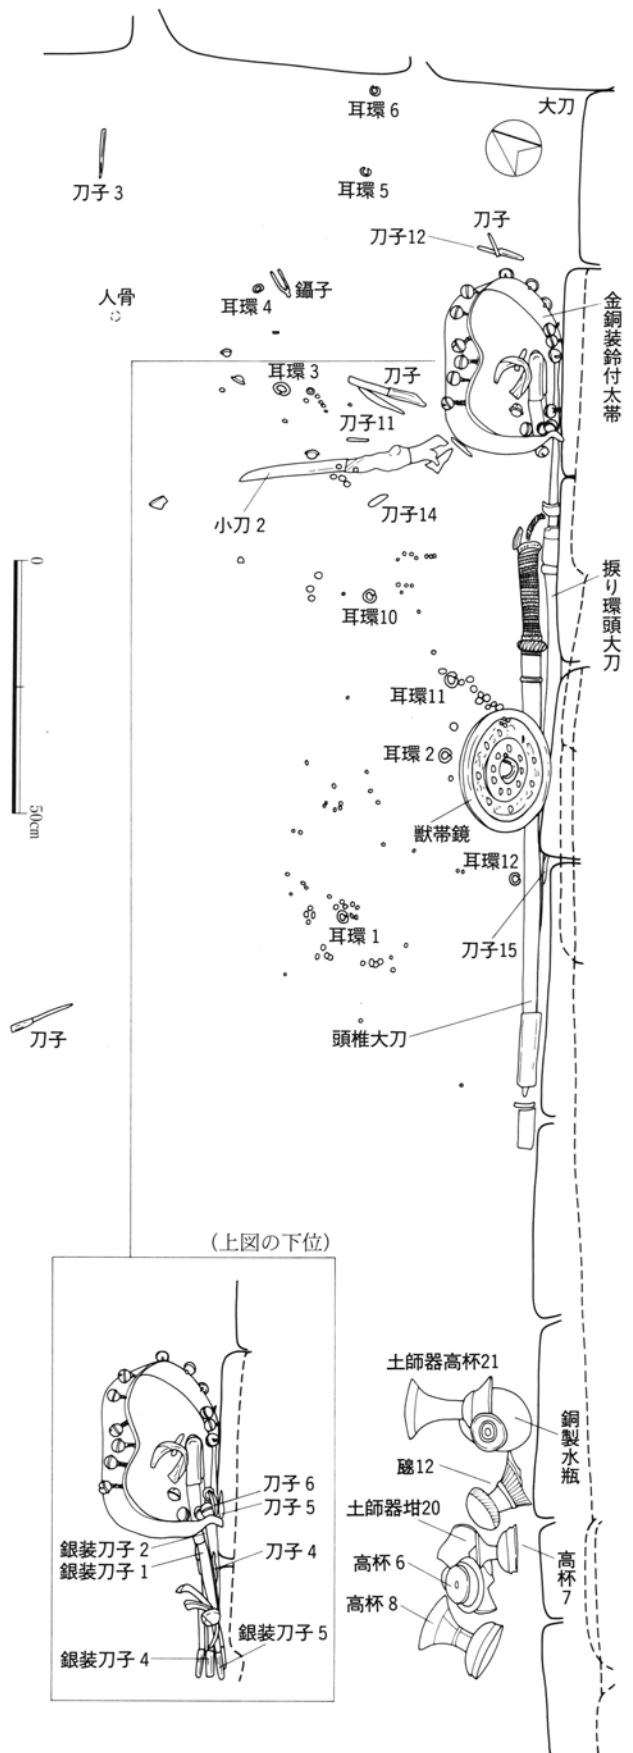 耳環6
大刀
刀子3
耳環5
刀子
刀子12
人骨
鑷子
耳環4
金銅装鈴付太帯
耳環3
刀子
刀子11
小刀2
刀子14
0
50cm
耳環10
捩り環頭大刀
耳環11
耳環2
獣帯鏡
耳環12
耳環1
刀子15
刀子
頭椎大刀
(上図の下位)
土師器高杯21
銅製水瓶
𤭯12
土師器坩20
高杯6
高杯7
高杯8
刀子6
刀子5
銀装刀子2
銀装刀子1
刀子4
銀装刀子5
銀装刀子4